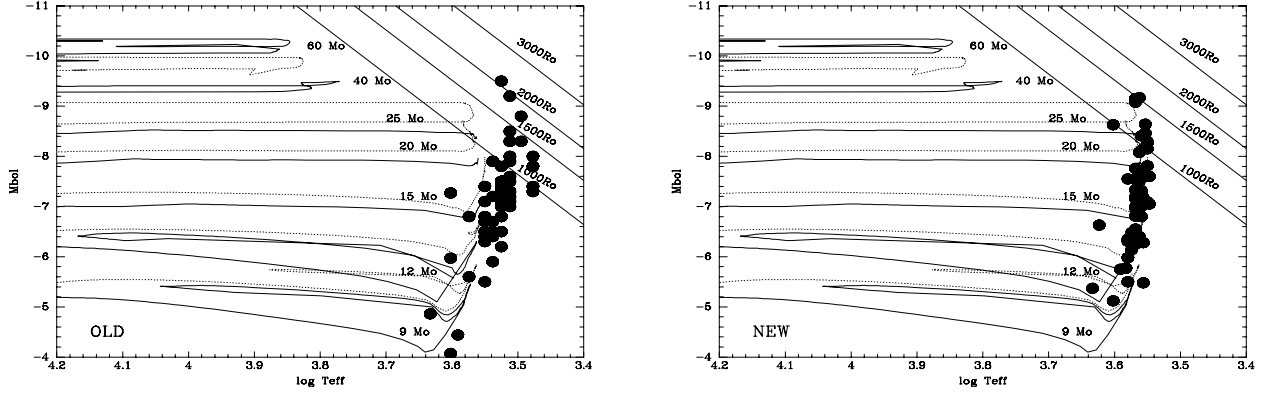 -11
-10
-9
-8
-7
-6
-5
-4
Mbol
60 Mo
40 Mo
25 Mo
20 Mo
15 Mo
12 Mo
9 Mo
3000Ro
2000Ro
1500Ro
1000Ro
OLD
4.2 4.1 4 3.9 3.8 3.7 3.6 3.5 3.4
log Teff
-11
-10
-9
-8
-7
-6
-5
-4
Mbol
60 Mo
40 Mo
25 Mo
20 Mo
15 Mo
12 Mo
9 Mo
3000Ro
2000Ro
1500Ro
1000Ro
NEW
4.2 4.1 4 3.9 3.8 3.7 3.6 3.5 3.4
log Teff